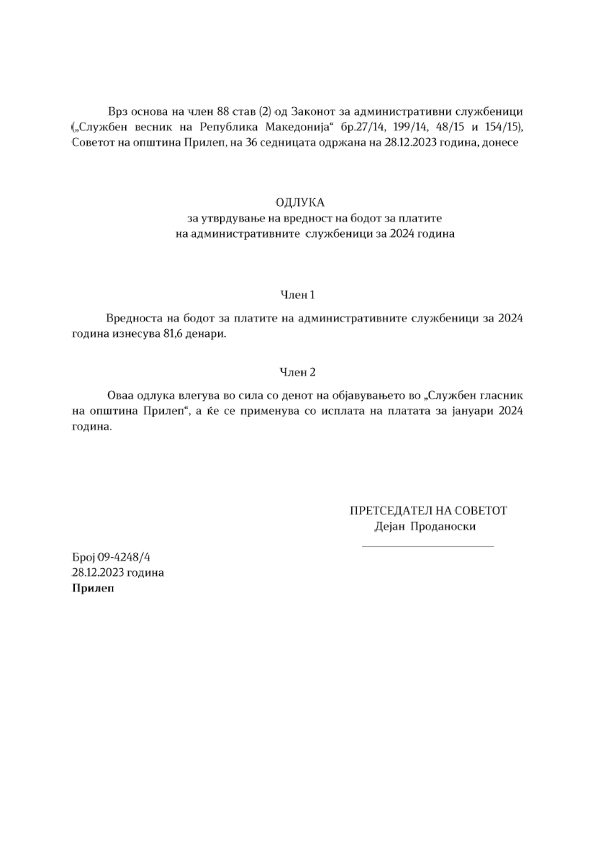 Врз основа на член 88 став (2) од Законот за административни службеници
(„Службен весник на Република Македонија“ бр.27/14, 199/14, 48/15 и 154/15),
Советот на општина Прилеп, на 36 седницата одржана на 28.12.2023 година, донесе
ОДЛУКА
за утврдување на вредност на бодот за платите
на административните службеници за 2024 година
Член 1
Вредноста на бодот за платите на административните службеници за 2024
година изнесува 81,6 денари.
Член 2
Оваа одлука влегува во сила со денот на објавувањето во „Службен гласник
на општина Прилеп“, а ќе се применува со исплата на платата за јануари 2024
година.
ПРЕТСЕДАТЕЛ НА СОВЕТОТ
Дејан Проданоски
Број 09-4248/4
28.12.2023 година
Прилеп